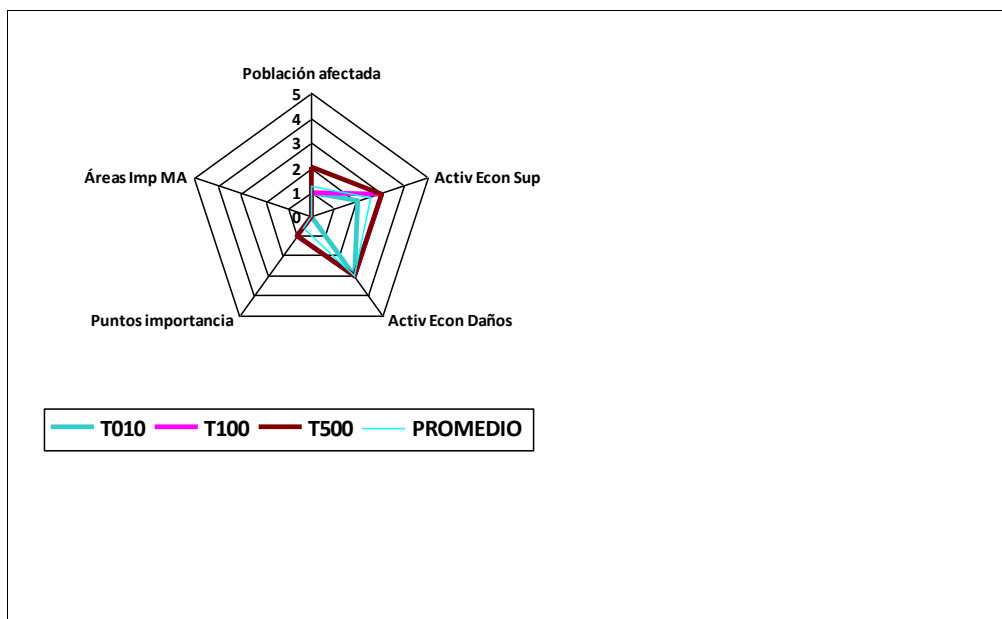 Población afectada
5
4
3
2
1
0
Áreas Imp MA
Activ Econ Sup
Puntos importancia
Activ Econ Daños
T010 T100 T500 PROMEDIO